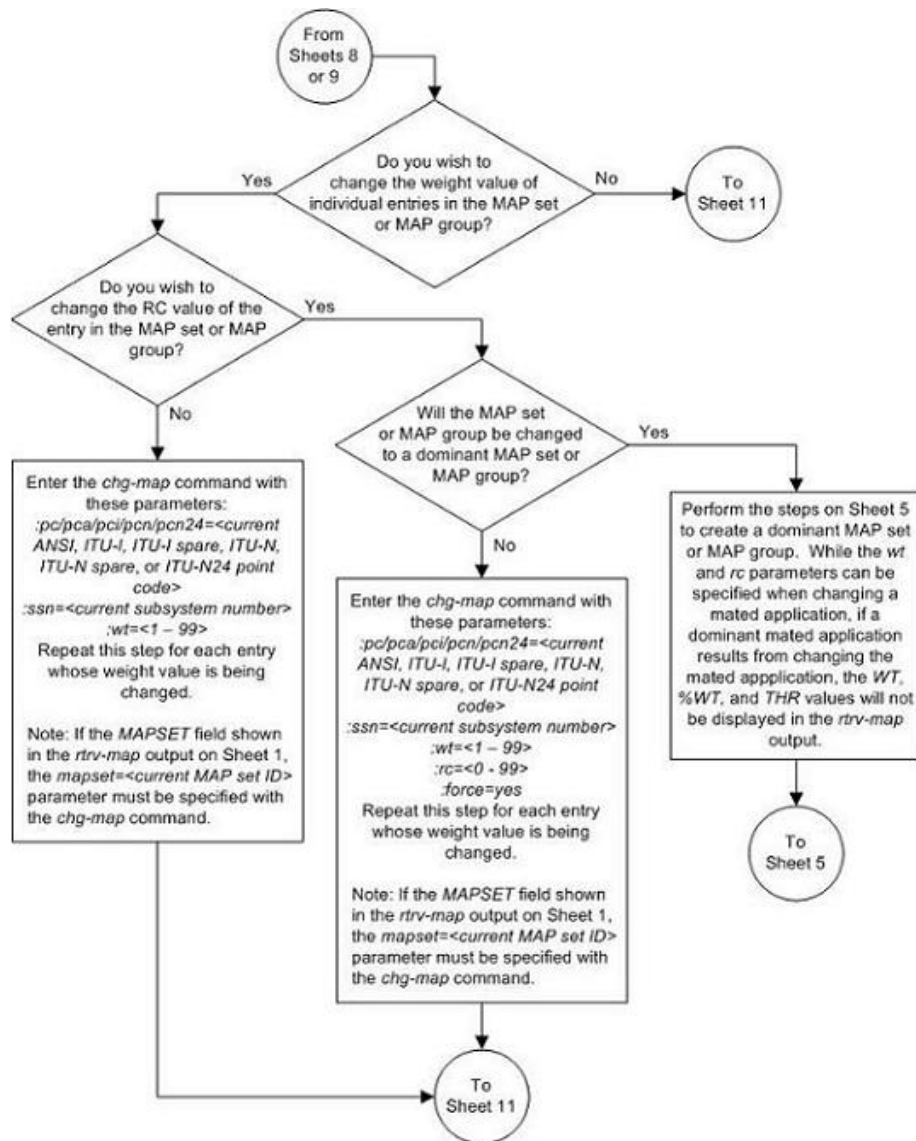 From
Sheets 8
or 9
Do you wish to
change the weight value of
individual entries in the MAP set
or MAP group?
Yes
No
To
Sheet 11
Do you wish to
change the RC value of the
entry in the MAP set or MAP
group?
Yes
No
Will the MAP set
or MAP group be changed
to a dominant MAP set or
MAP group?
Yes
No
Enter the chg-map command with
these parameters:
:pc/pca/pci/pcn/pcn24=<current
ANSI, ITU-I, ITU-I spare, ITU-N,
ITU-N spare, or ITU-N24 point
code>
:ssn=<current subsystem number>
:wt=<1 – 99>
Repeat this step for each entry
whose weight value is being
changed.
Note: If the MAPSET field shown
in the rtrv-map output on Sheet 1,
the mapset=<current MAP set ID>
parameter must be specified with
the chg-map command.
Enter the chg-map command with
these parameters:
:pc/pca/pci/pcn/pcn24=<current
ANSI, ITU-I, ITU-I spare, ITU-N,
ITU-N spare, or ITU-N24 point
code>
:ssn=<current subsystem number>
:wt=<1 – 99>
:rc=<0 - 99>
:force=yes
Repeat this step for each entry
whose weight value is being
changed.
Note: If the MAPSET field shown
in the rtrv-map output on Sheet 1,
the mapset=<current MAP set ID>
parameter must be specified with
the chg-map command.
Perform the steps on Sheet 5
to create a dominant MAP set
or MAP group. While the wt
and rc parameters can be
specified when changing a
mated application, if a
dominant mated application
results from changing the
mated appplication, the WT,
%WT, and THR values will not
be displayed in the rtrv-map
output.
To
Sheet 5
To
Sheet 11